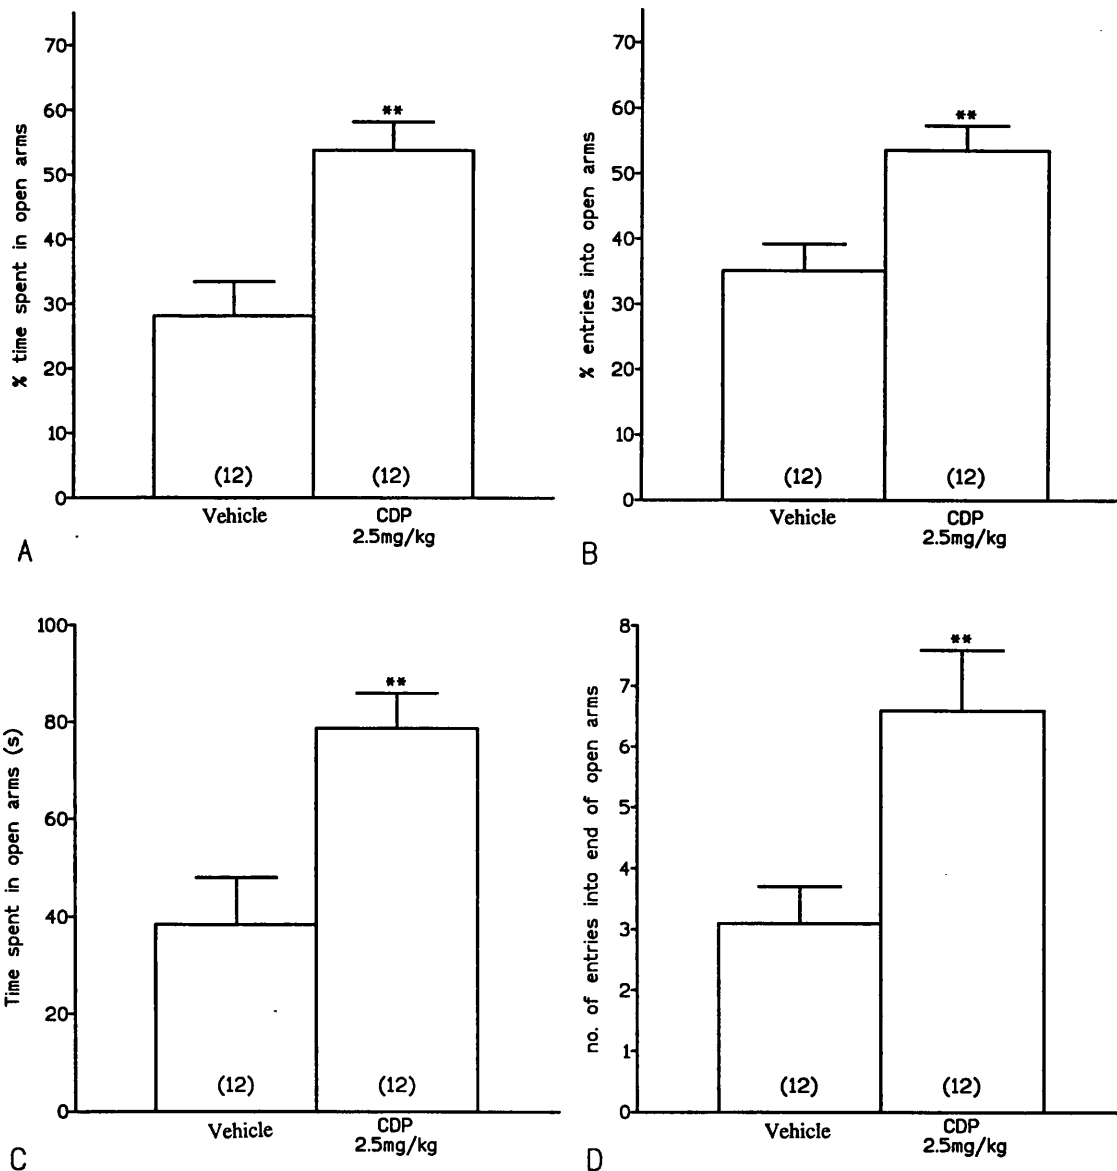 % time spent in open arms
70
60
50
40
30
20
10
0
**
(12)
(12)
Vehicle
CDP
2.5mg/kg
A
% entries into open arms
70
60
50
40
30
20
10
0
**
(12)
(12)
Vehicle
CDP
2.5mg/kg
B
Time spent in open arms (s)
100
80
60
40
20
0
**
(12)
(12)
Vehicle
CDP
2.5mg/kg
C
no. of entries into end of open arms
8
7
6
5
4
3
2
1
0
**
(12)
(12)
Vehicle
CDP
2.5mg/kg
D